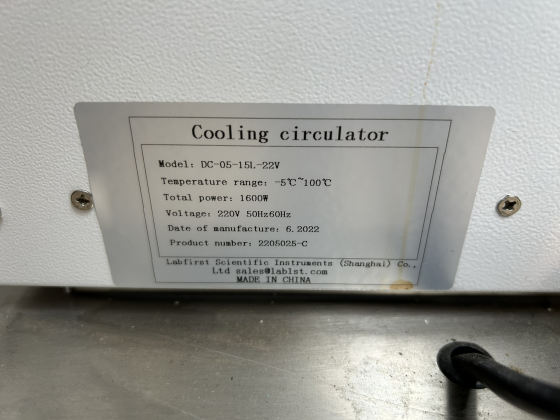 Cooling circulator
Model: DC-05-15L-22V
Temperature range: -5℃~100℃
Total power: 1600W
Voltage: 220V 50Hz60Hz
Date of manufacture: 6.2022
Product number: 2205025-C
Labfirst Scientific Instruments (Shanghai) Co.,
Ltd sales@lablst.com
MADE IN CHINA